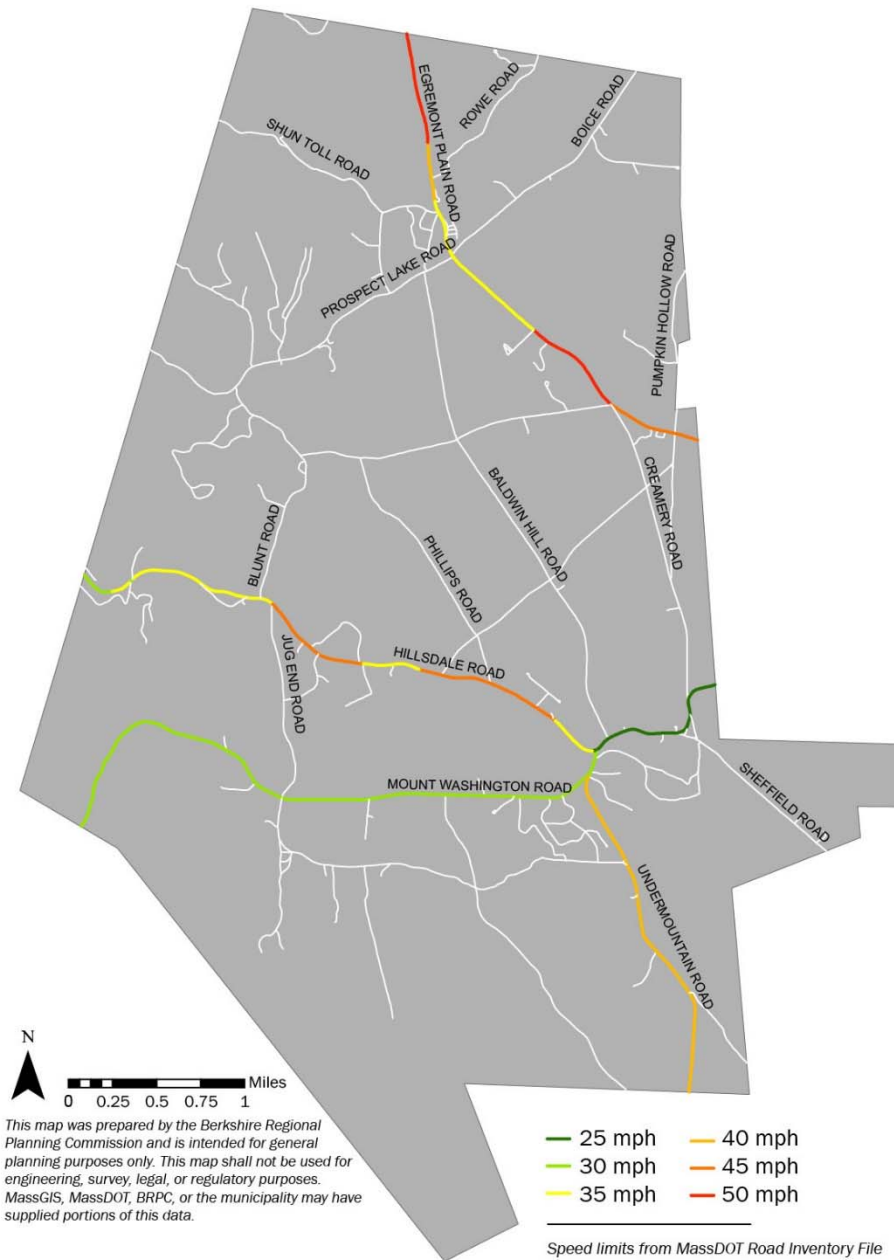 EGREMONT PLAIN ROAD
ROWE ROAD
BOICE ROAD
SHUN TOLL ROAD
PROSPECT LAKE ROAD
PUMPKIN HOLLOW ROAD
BLUNT ROAD
PHILLIPS ROAD
BALDWIN HILL ROAD
CREAMERY ROAD
JUG END ROAD
HILLSDALE ROAD
MOUNT WASHINGTON ROAD
SHEFFIELD ROAD
UNDERMOUNTAIN ROAD
N
Miles
0 0.25 0.5 0.75 1
This map was prepared by the Berkshire Regional
Planning Commission and is intended for general
planning purposes only. This map shall not be used for
engineering, survey, legal, or regulatory purposes.
MassGIS, MassDOT, BRPC, or the municipality may have
supplied portions of this data.
25 mph 40 mph
30 mph 45 mph
35 mph 50 mph
Speed limits from MassDOT Road Inventory File